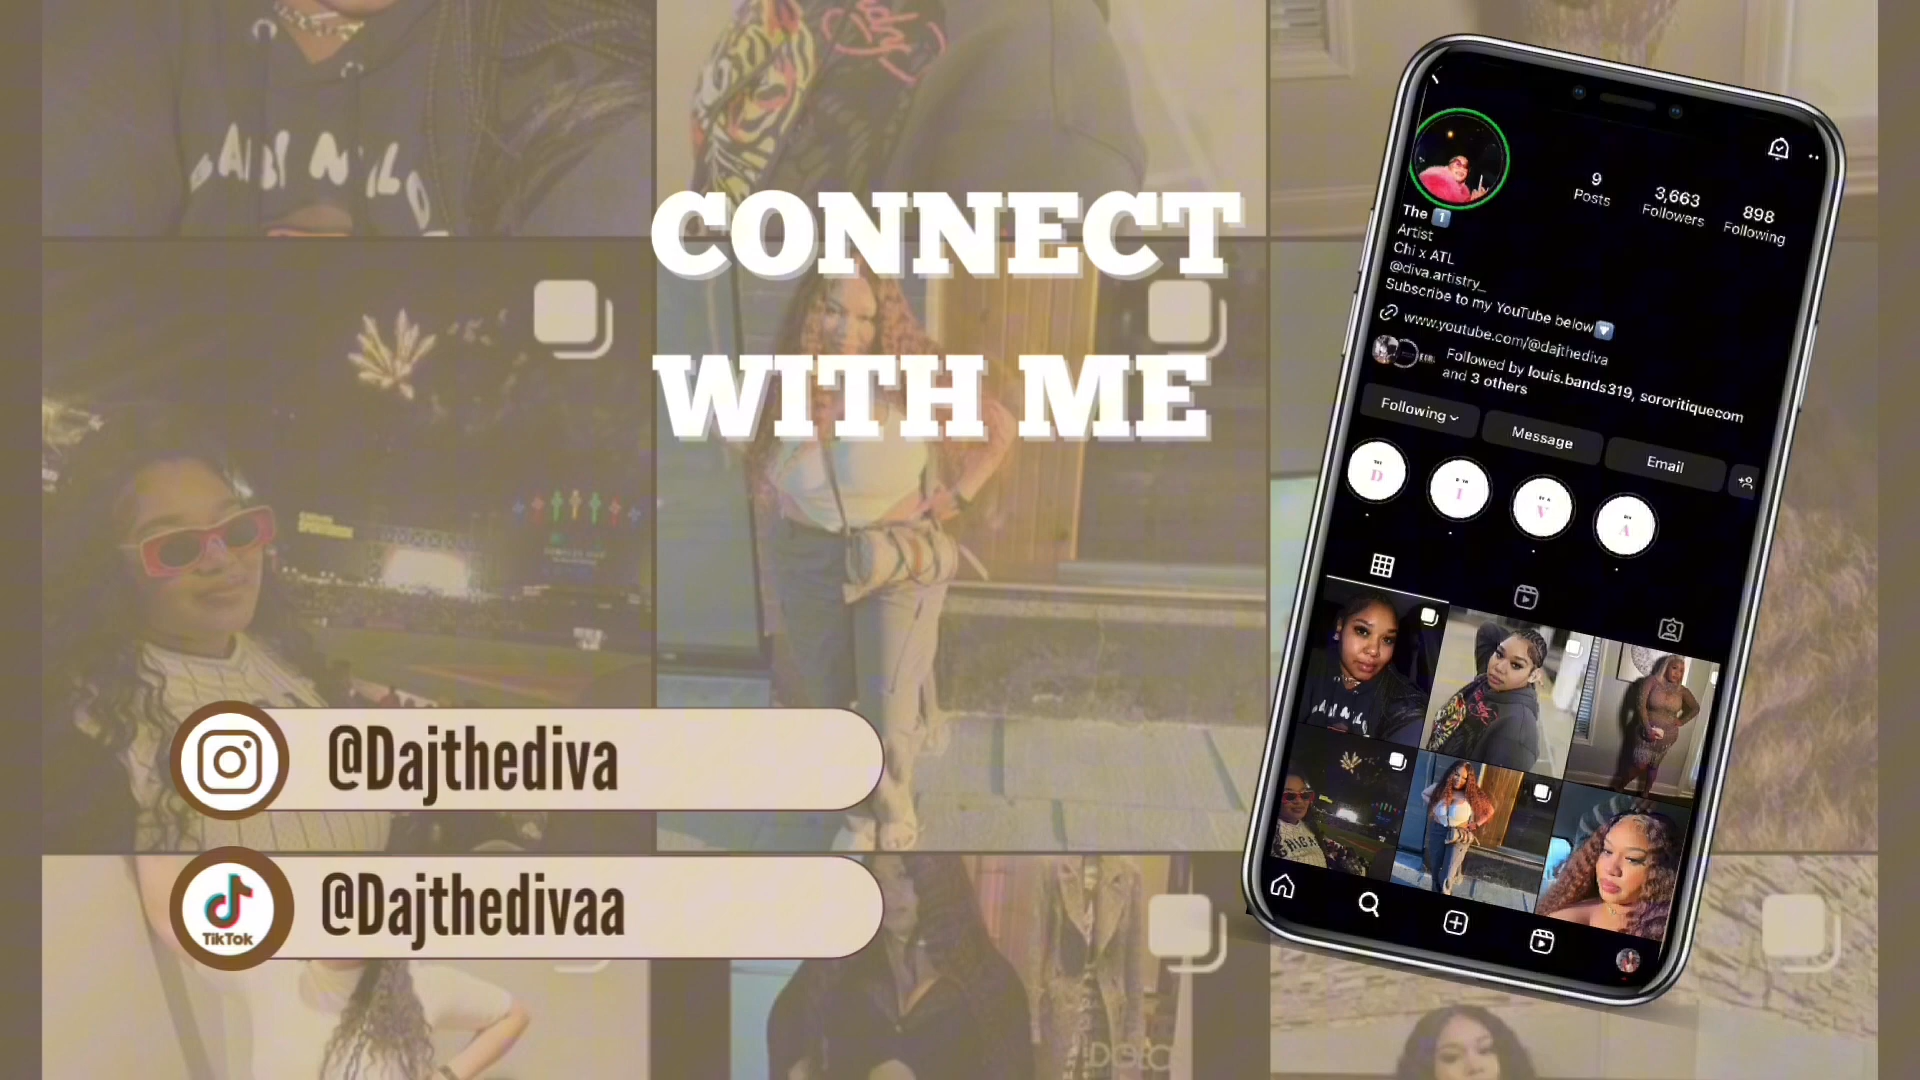 CONNECT
WITH ME
@Dajthediva
TikTok
@Dajthedivaa
9
Posts
3,663
Followers
898
Following
The 1
Artist
Chi x ATL
@diva.artistry_
Subscribe to my YouTube below
www.youtube.com/@dajthediva
Followed by louis.bands319, sororitiquecom
and 3 others
Following
Message
Email
D
I
V
A